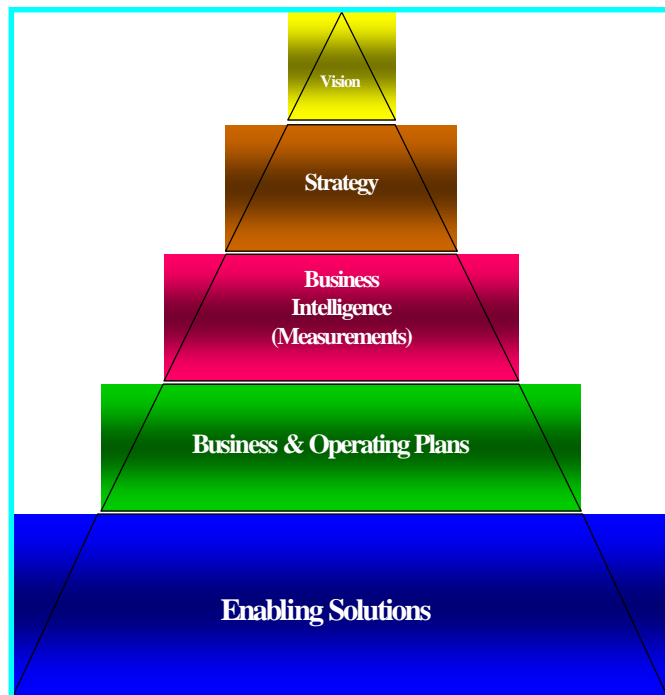 Vision
Strategy
Business
Intelligence
(Measurements)
Business & Operating Plans
Enabling Solutions